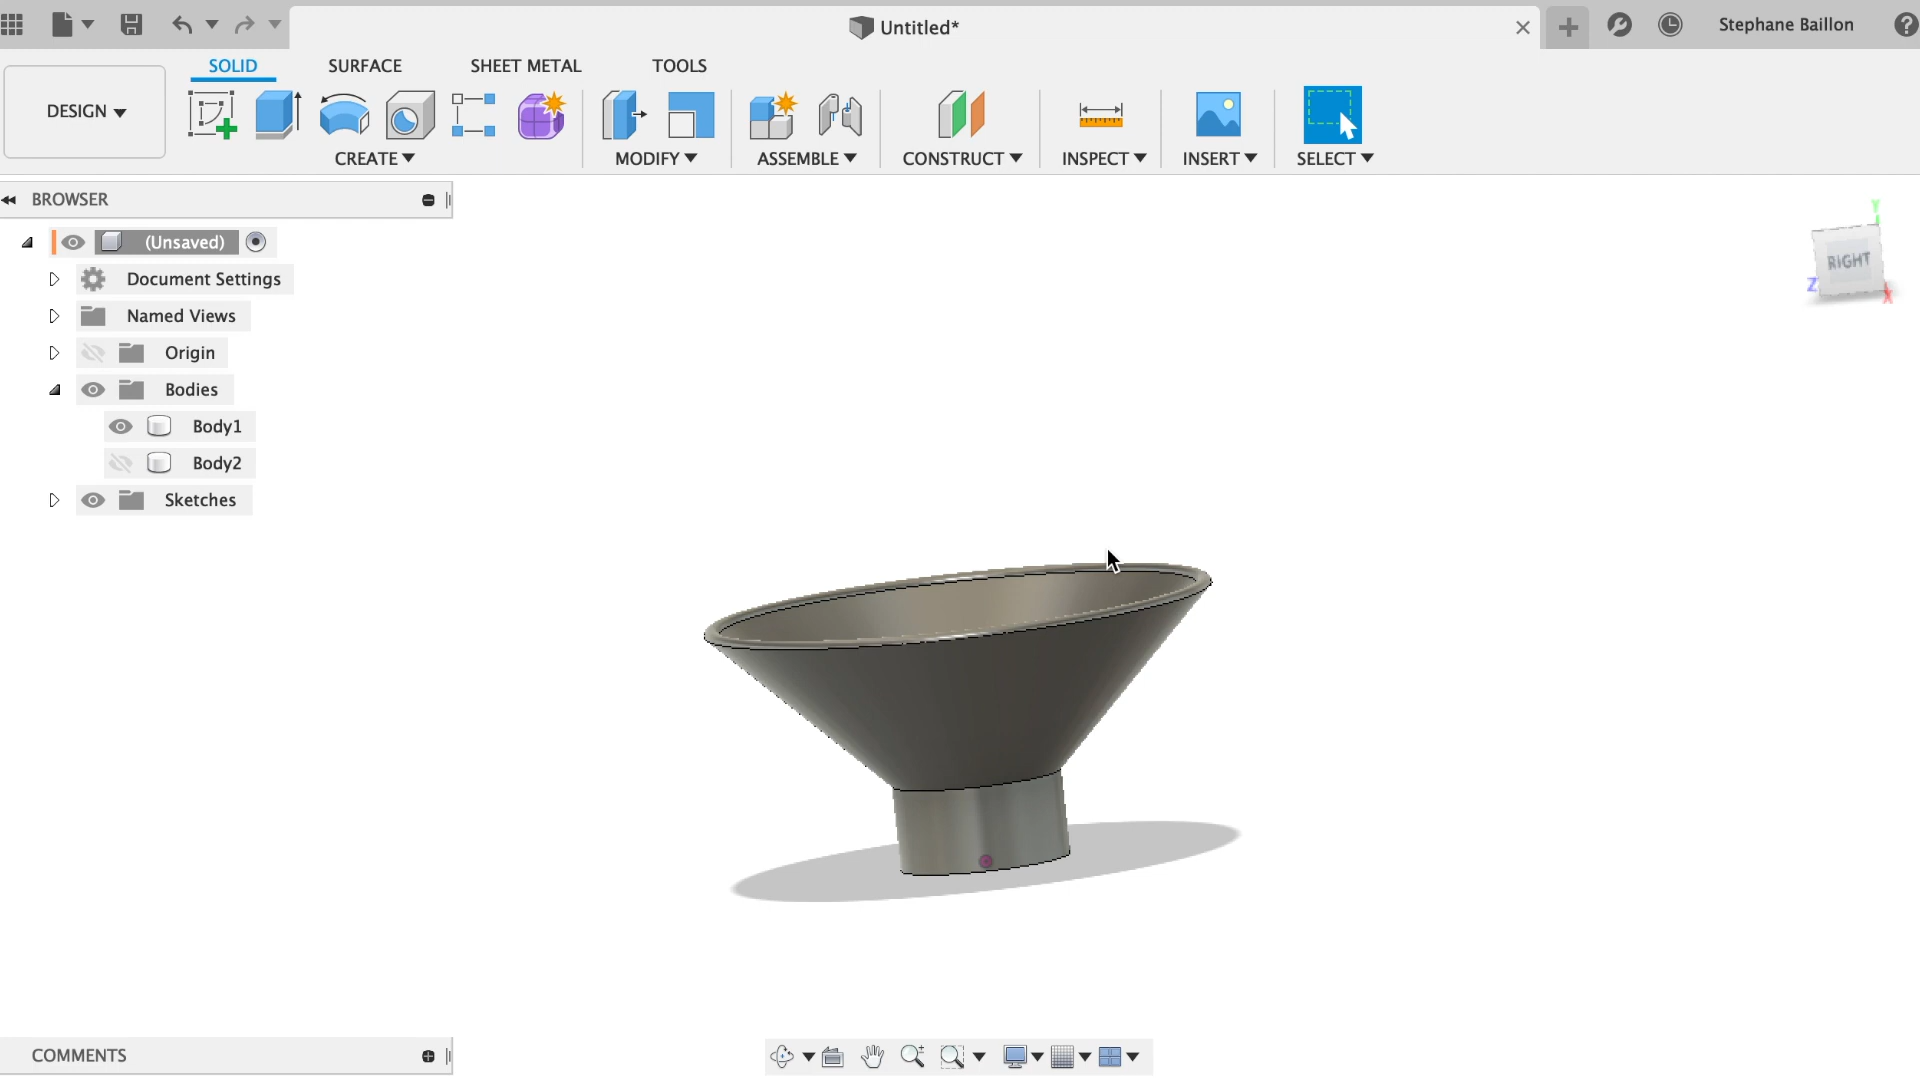 Untitled*
Stephane Baillon
SOLID SURFACE SHEET METAL TOOLS
DESIGN
CREATE MODIFY ASSEMBLE CONSTRUCT INSPECT INSERT SELECT
BROWSER
(Unsaved)
Document Settings
Named Views
Origin
Bodies
Body1
Body2
Sketches
Y
RIGHT
Z
X
COMMENTS